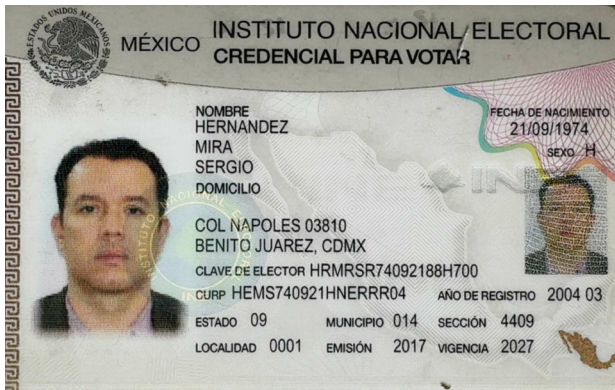 ESTADOS UNIDOS MEXICANOS
MÉXICO INSTITUTO NACIONAL ELECTORAL
CREDENCIAL PARA VOTAR
NOMBRE
HERNANDEZ
MIRA
SERGIO
FECHA DE NACIMIENTO
21/09/1974
SEXO H
DOMICILIO
COL NAPOLES 03810
BENITO JUAREZ, CDMX
CLAVE DE ELECTOR HRMRSR74092188H700
CURP HEMS740921HNERRR04 AÑO DE REGISTRO 2004 03
ESTADO 09 MUNICIPIO 014 SECCIÓN 4409
LOCALIDAD 0001 EMISIÓN 2017 VIGENCIA 2027
INSTITUTO NACIONAL ELECTORAL
INE